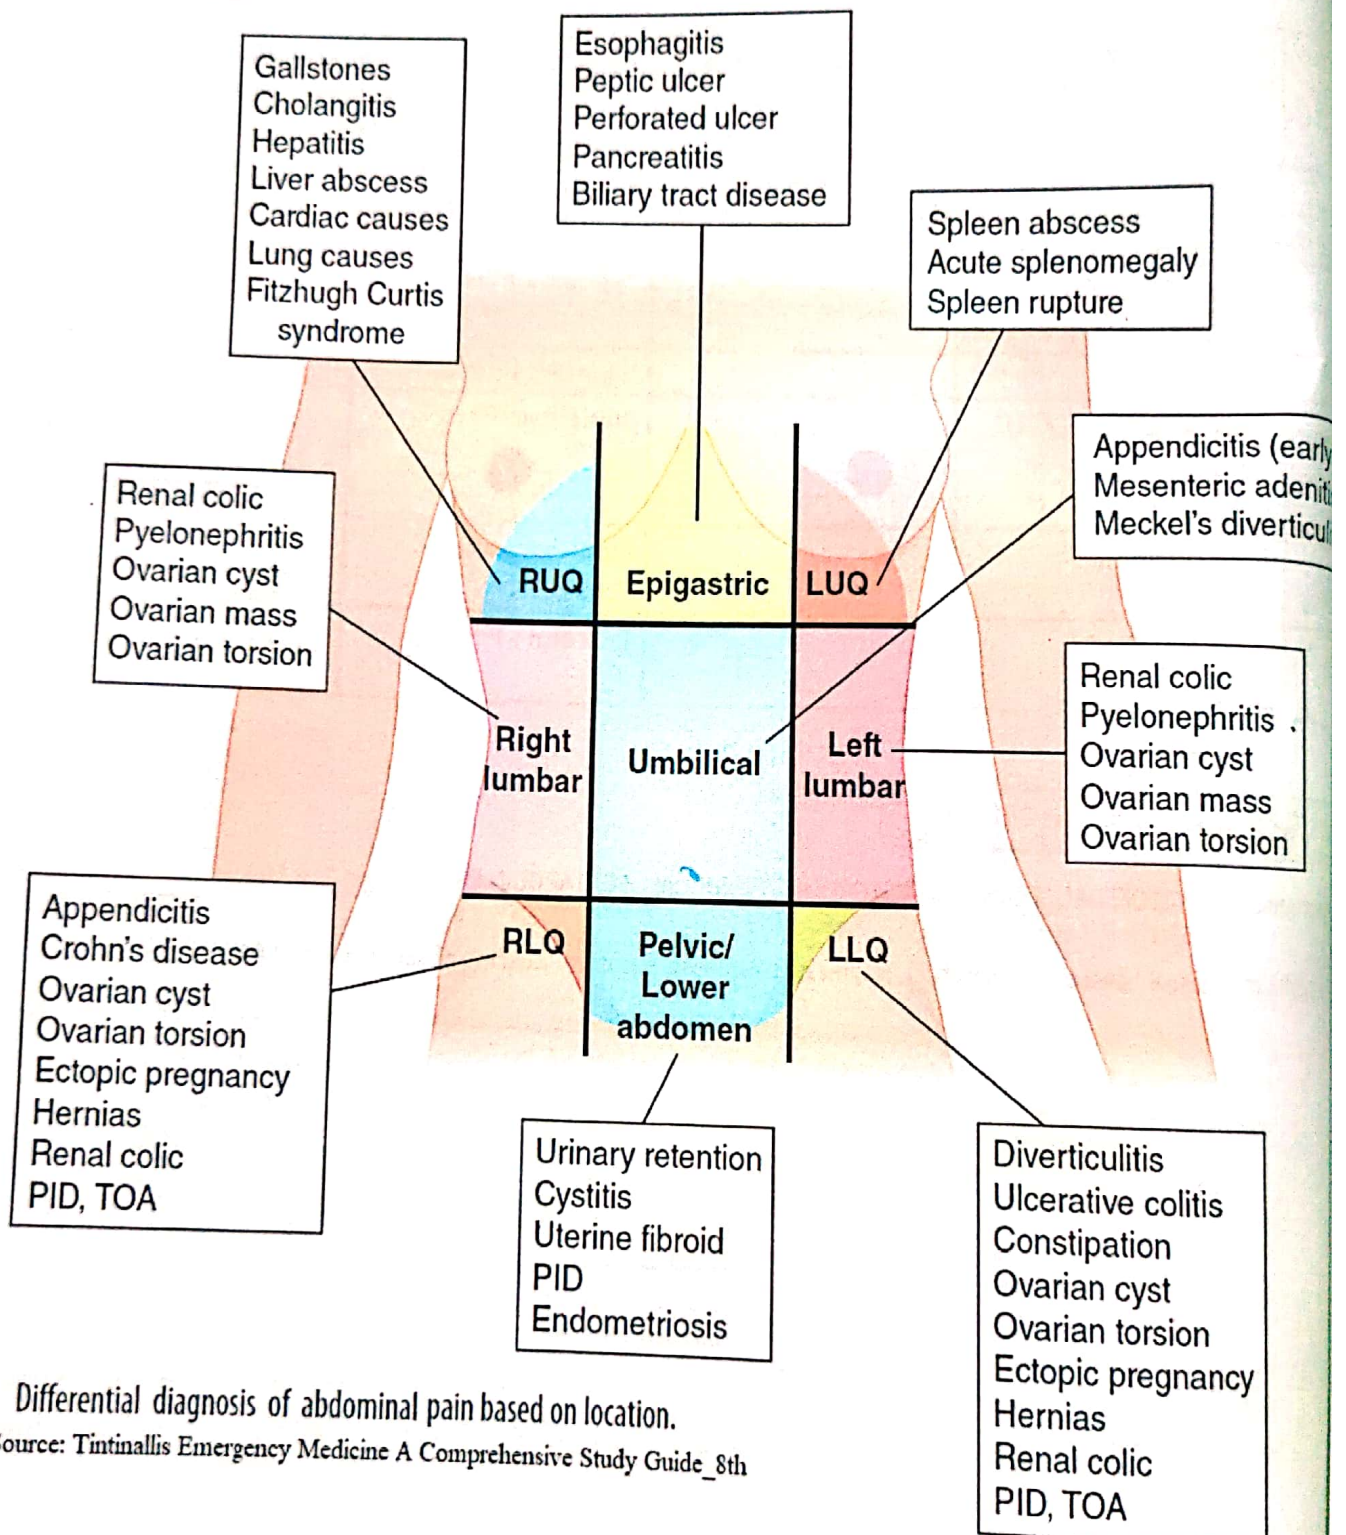 Gallstones
Cholangitis
Hepatitis
Liver abscess
Cardiac causes
Lung causes
Fitzhugh Curtis
syndrome
Esophagitis
Peptic ulcer
Perforated ulcer
Pancreatitis
Biliary tract disease
Spleen abscess
Acute splenomegaly
Spleen rupture
Appendicitis (early
Mesenteric
Meckel's
Renal colic
Pyelonephritis
Ovarian cyst
Ovarian mass
Ovarian torsion
RUQ
Epigastric
LUQ
Right
lumbar
Umbilical
Left
lumbar
Renal colic
Pyelonephritis
Ovarian cyst
Ovarian mass
Ovarian torsion
RLQ
Pelvic/
Lower
abdomen
LLQ
Appendicitis
Crohn's disease
Ovarian cyst
Ovarian torsion
Ectopic pregnancy
Hernias
Renal colic
PID, TOA
Urinary retention
Cystitis
Uterine fibroid
PID
Endometriosis
Diverticulitis
Ulcerative colitis
Constipation
Ovarian cyst
Ovarian torsion
Ectopic pregnancy
Hernias
Renal colic
PID, TOA
Differential diagnosis of abdominal pain based on location.
ource: Tintinallis Emergency Medicine A Comprehensive Study Guide_8th